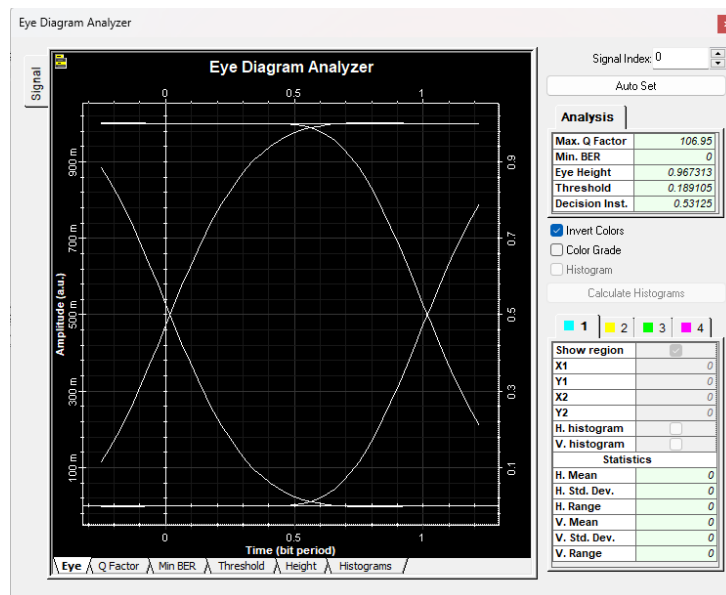 Eye Diagram Analyzer
Signal
Eye Diagram Analyzer
0 0.5 1
Amplitude (a.u.)
900 m
700 m
500 m
300 m
100 m
0.9
0.7
0.5
0.3
0.1
0 0.5 1
Time (bit period)
Eye Q Factor Min BER Threshold Height Histograms
Signal Index: 0
Auto Set
Analysis
Max. Q Factor 106.95
Min. BER 0
Eye Height 0.967313
Threshold 0.189105
Decision Inst. 0.53125
Invert Colors
Color Grade
Histogram
Calculate Histograms
1 2 3 4
Show region
X1 0
Y1 0
X2 0
Y2 0
H. histogram
V. histogram
Statistics
H. Mean 0
H. Std. Dev. 0
H. Range 0
V. Mean 0
V. Std. Dev. 0
V. Range 0